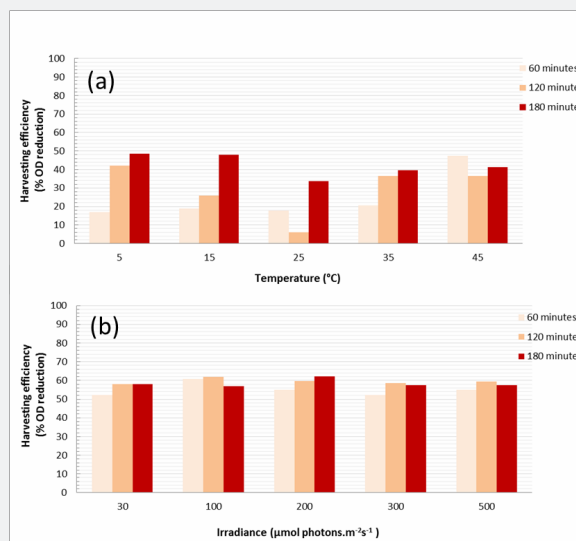 (a)
Harvesting efficiency
(% OD reduction)
100
90
80
70
60
50
40
30
20
10
0
5 15 25 35 45
Temperature (°C)
60 minutes
120 minute
180 minute
(b)
Harvesting efficiency
(% OD reduction)
100
90
80
70
60
50
40
30
20
10
0
30 100 200 300 500
Irradiance (µmol photons.m⁻²s⁻¹ )
60 minutes
120 minute
180 minute